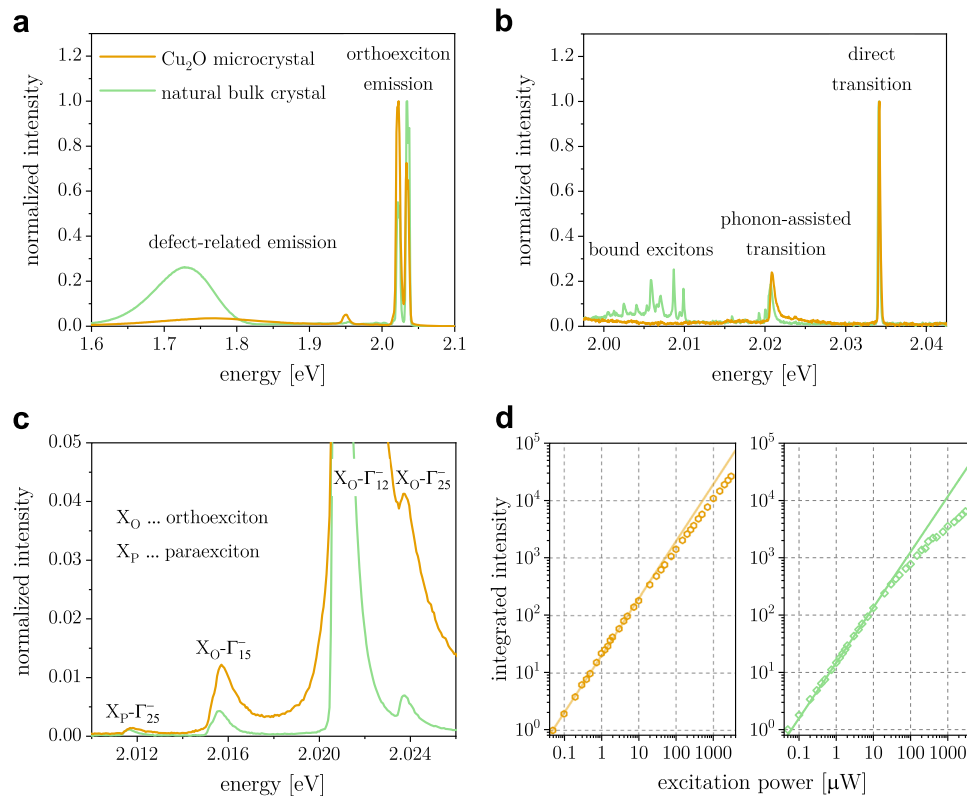 a
Cu₂O microcrystal
natural bulk crystal
orthoexciton
emission
defect-related emission
normalized intensity
0.0
0.2
0.4
0.6
0.8
1.0
1.2
1.6
1.7
1.8
1.9
2.0
2.1
energy [eV]
b
direct
transition
phonon-assisted
transition
bound excitons
normalized intensity
0.0
0.2
0.4
0.6
0.8
1.0
1.2
2.00
2.01
2.02
2.03
2.04
energy [eV]
c
X_O-Γ₁₂⁻
X_O-Γ₂₅⁻
X_O ... orthoexciton
X_P ... paraexciton
X_O-Γ₁₅⁻
X_P-Γ₂₅⁻
normalized intensity
0.00
0.01
0.02
0.03
0.04
0.05
2.012
2.016
2.020
2.024
energy [eV]
d
integrated intensity
10⁵
10⁴
10³
10²
10¹
10⁰
0.1
1
10
100
1000
10⁵
10⁴
10³
10²
10¹
10⁰
0.1
1
10
100
1000
excitation power [μW]